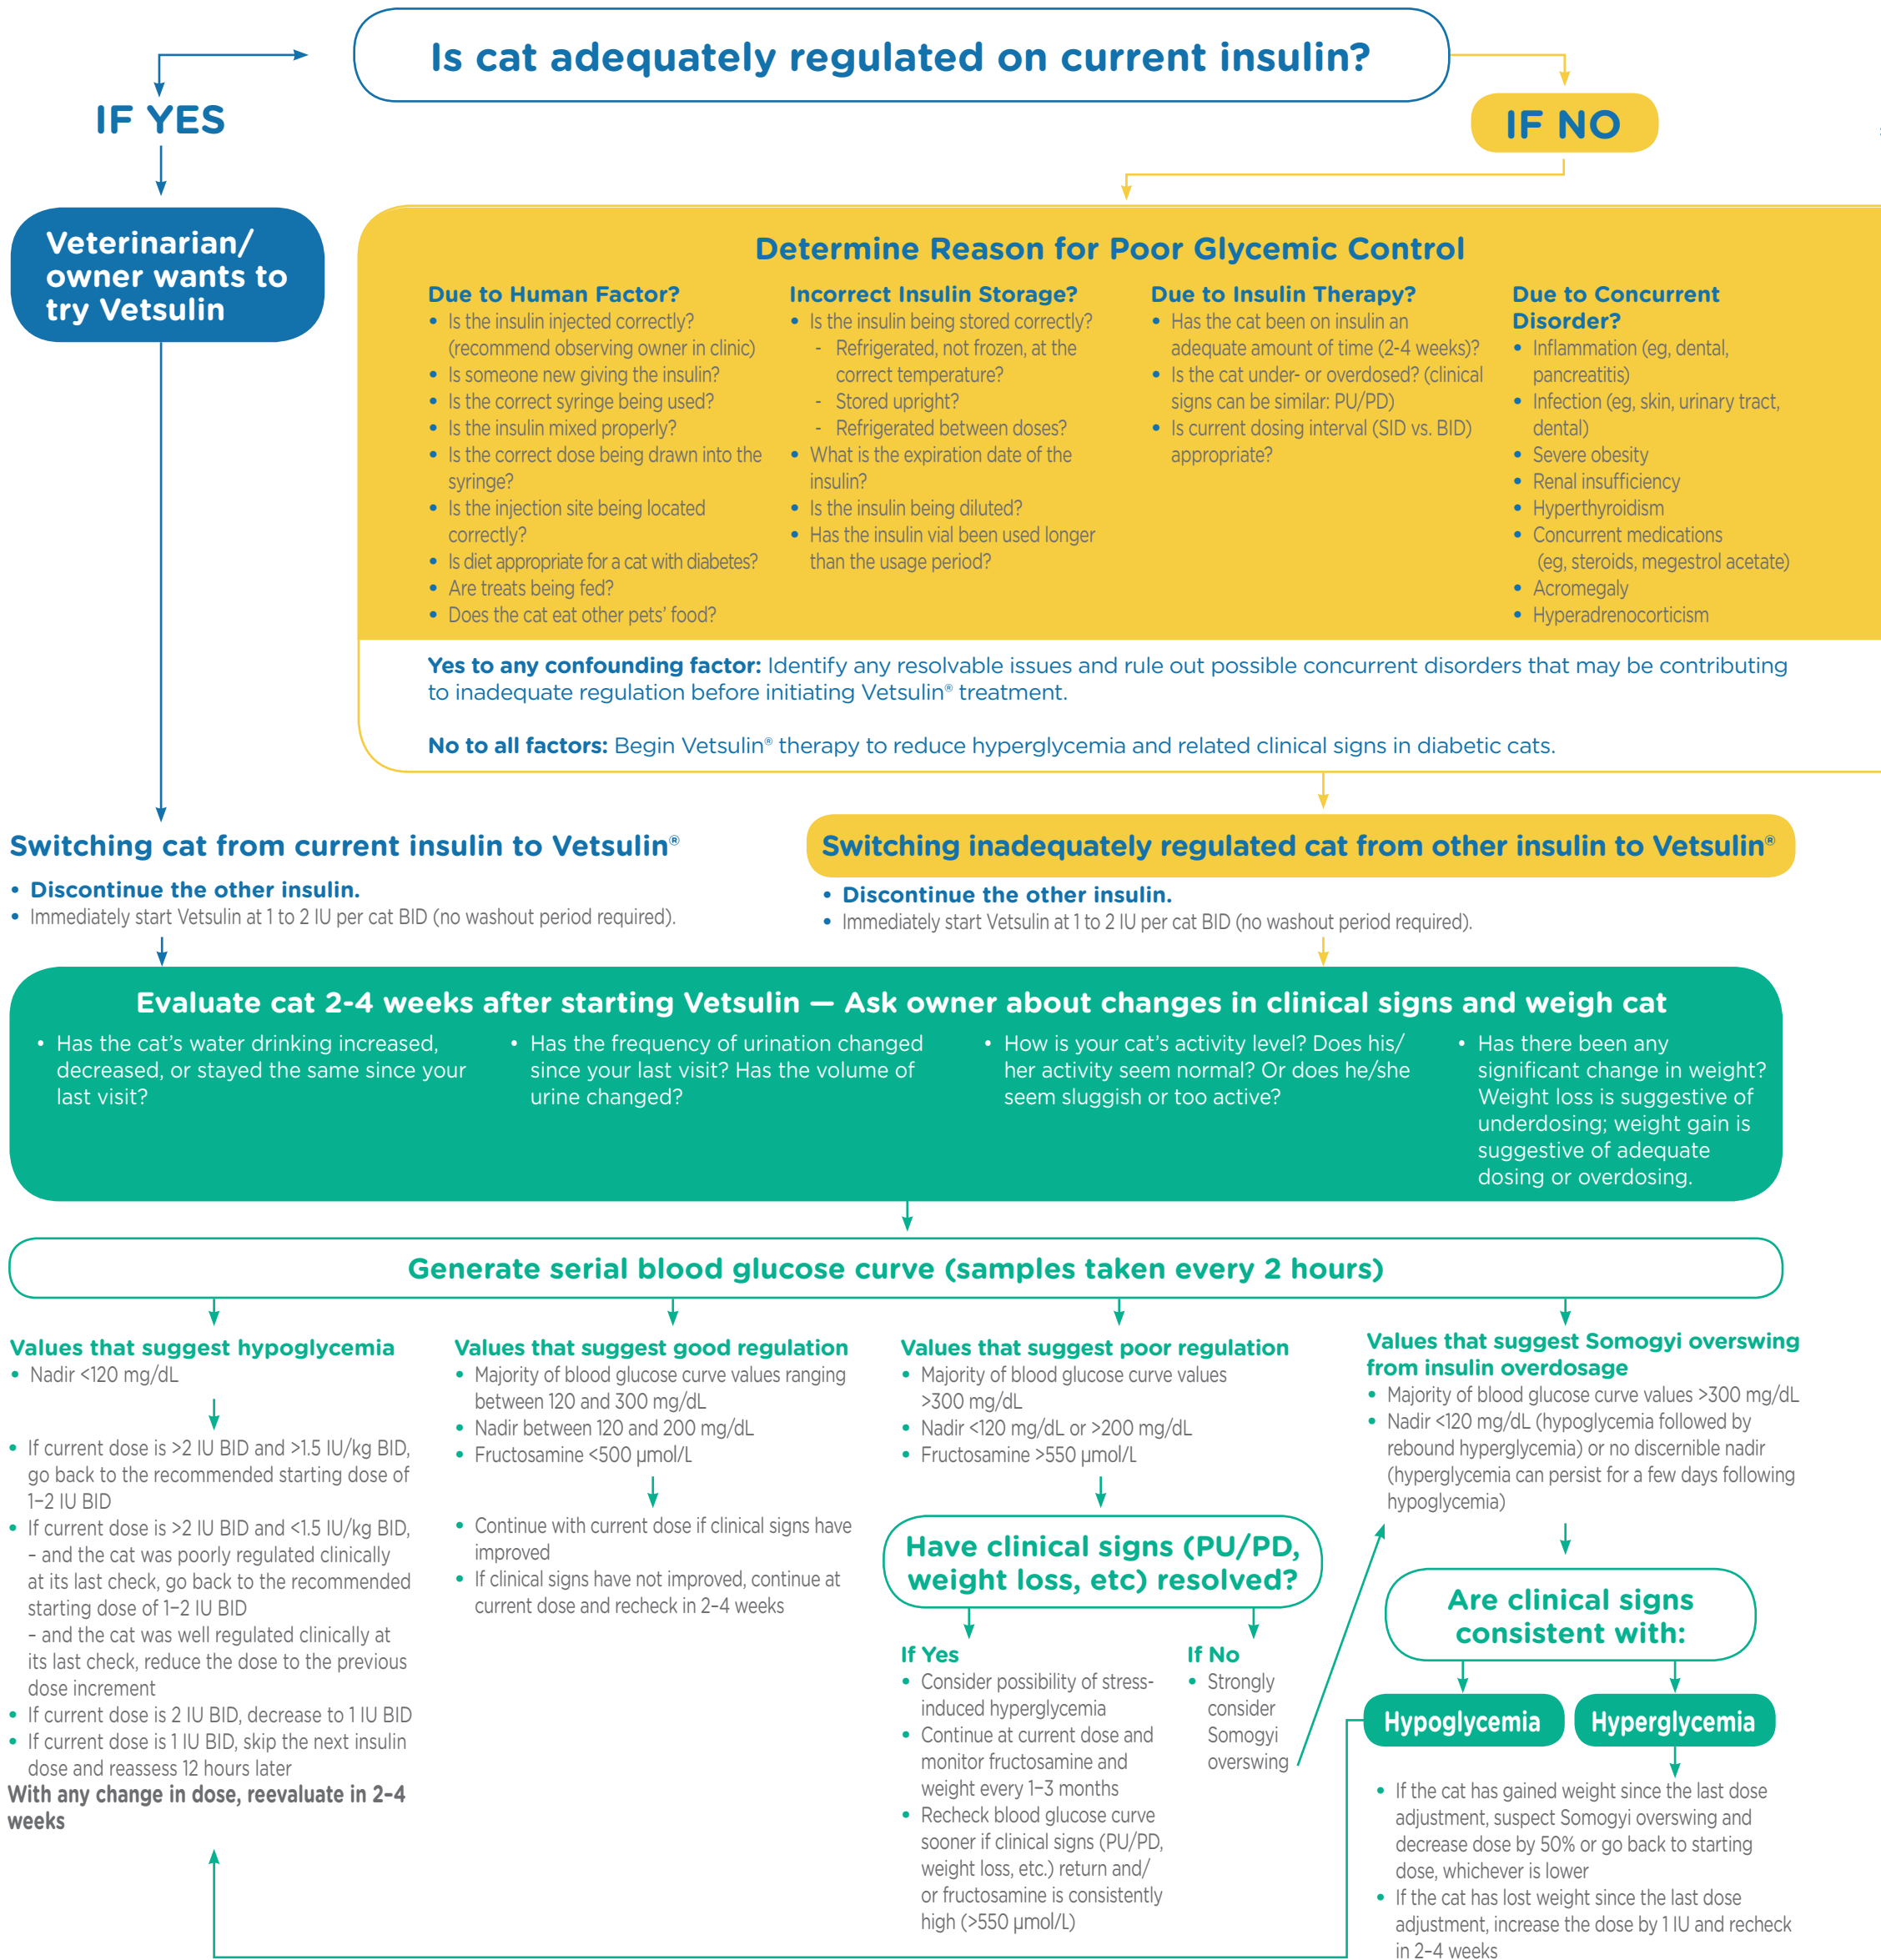 Is cat adequately regulated on current insulin?
IF YES
IF NO
Veterinarian/
owner wants to
try Vetsulin
Determine Reason for Poor Glycemic Control
Due to Human Factor?
• Is the insulin injected correctly?
(recommend observing owner in clinic)
• Is someone new giving the insulin?
• Is the correct syringe being used?
• Is the insulin mixed properly?
• Is the correct dose being drawn into the
syringe?
• Is the injection site being located
correctly?
• Is diet appropriate for a cat with diabetes?
• Are treats being fed?
• Does the cat eat other pets' food?
Incorrect Insulin Storage?
• Is the insulin being stored correctly?
- Refrigerated, not frozen, at the
correct temperature?
- Stored upright?
- Refrigerated between doses?
• What is the expiration date of the
insulin?
• Is the insulin being diluted?
• Has the insulin vial been used longer
than the usage period?
Due to Insulin Therapy?
• Has the cat been on insulin an
adequate amount of time (2-4 weeks)?
• Is the cat under- or overdosed? (clinical
signs can be similar: PU/PD)
• Is current dosing interval (SID vs. BID)
appropriate?
Due to Concurrent
Disorder?
• Inflammation (eg, dental,
pancreatitis)
• Infection (eg, skin, urinary tract,
dental)
• Severe obesity
• Renal insufficiency
• Hyperthyroidism
• Concurrent medications
(eg, steroids, megestrol acetate)
• Acromegaly
• Hyperadrenocorticism
Yes to any confounding factor: Identify any resolvable issues and rule out possible concurrent disorders that may be contributing
to inadequate regulation before initiating Vetsulin® treatment.
No to all factors: Begin Vetsulin® therapy to reduce hyperglycemia and related clinical signs in diabetic cats.
Switching cat from current insulin to Vetsulin®
• Discontinue the other insulin.
• Immediately start Vetsulin at 1 to 2 IU per cat BID (no washout period required).
Switching inadequately regulated cat from other insulin to Vetsulin®
• Discontinue the other insulin.
• Immediately start Vetsulin at 1 to 2 IU per cat BID (no washout period required).
Evaluate cat 2-4 weeks after starting Vetsulin — Ask owner about changes in clinical signs and weigh cat
• Has the cat's water drinking increased,
decreased, or stayed the same since your
last visit?
• Has the frequency of urination changed
since your last visit? Has the volume of
urine changed?
• How is your cat's activity level? Does his/
her activity seem normal? Or does he/she
seem sluggish or too active?
• Has there been any
significant change in weight?
Weight loss is suggestive of
underdosing; weight gain is
suggestive of adequate
dosing or overdosing.
Generate serial blood glucose curve (samples taken every 2 hours)
Values that suggest hypoglycemia
• Nadir <120 mg/dL
• If current dose is >2 IU BID and >1.5 IU/kg BID,
go back to the recommended starting dose of
1–2 IU BID
• If current dose is >2 IU BID and <1.5 IU/kg BID,
– and the cat was poorly regulated clinically
at its last check, go back to the recommended
starting dose of 1–2 IU BID
– and the cat was well regulated clinically at
its last check, reduce the dose to the previous
dose increment
• If current dose is 2 IU BID, decrease to 1 IU BID
• If current dose is 1 IU BID, skip the next insulin
dose and reassess 12 hours later
With any change in dose, reevaluate in 2–4
weeks
Values that suggest good regulation
• Majority of blood glucose curve values ranging
between 120 and 300 mg/dL
• Nadir between 120 and 200 mg/dL
• Fructosamine <500 µmol/L
• Continue with current dose if clinical signs have
improved
• If clinical signs have not improved, continue at
current dose and recheck in 2–4 weeks
Values that suggest poor regulation
• Majority of blood glucose curve values
>300 mg/dL
• Nadir <120 mg/dL or >200 mg/dL
• Fructosamine >550 µmol/L
Have clinical signs (PU/PD,
weight loss, etc) resolved?
If Yes
• Consider possibility of stress-
induced hyperglycemia
• Continue at current dose and
monitor fructosamine and
weight every 1–3 months
• Recheck blood glucose curve
sooner if clinical signs (PU/PD,
weight loss, etc.) return and/
or fructosamine is consistently
high (>550 µmol/L)
If No
• Strongly
consider
Somogyi
overswing
Values that suggest Somogyi overswing
from insulin overdosage
• Majority of blood glucose curve values >300 mg/dL
• Nadir <120 mg/dL (hypoglycemia followed by
rebound hyperglycemia) or no discernible nadir
(hyperglycemia can persist for a few days following
hypoglycemia)
Are clinical signs
consistent with:
Hypoglycemia
Hyperglycemia
• If the cat has gained weight since the last dose
adjustment, suspect Somogyi overswing and
decrease dose by 50% or go back to starting
dose, whichever is lower
• If the cat has lost weight since the last dose
adjustment, increase the dose by 1 IU and recheck
in 2–4 weeks